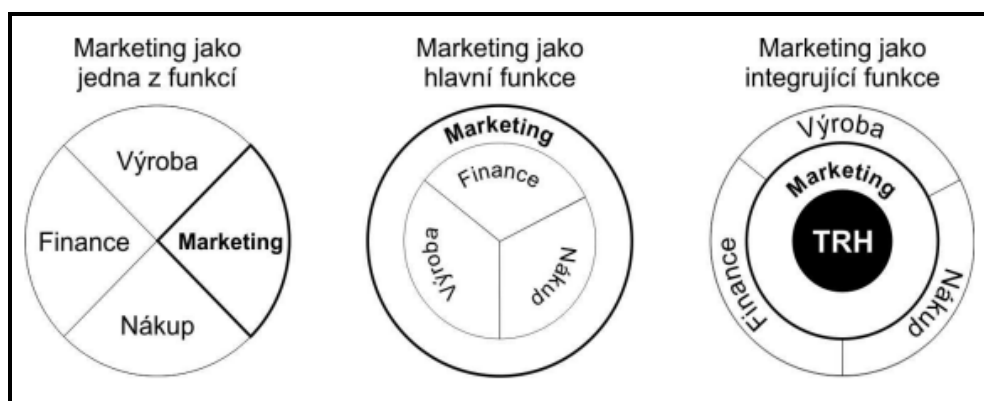 Marketing jako
jedna z funkcí
Výroba
Finance
Marketing
Nákup
Marketing jako
hlavní funkce
Marketing
Finance
Výroba
Nákup
Marketing jako
integrující funkce
Výroba
Marketing
TRH
Finance
Nákup